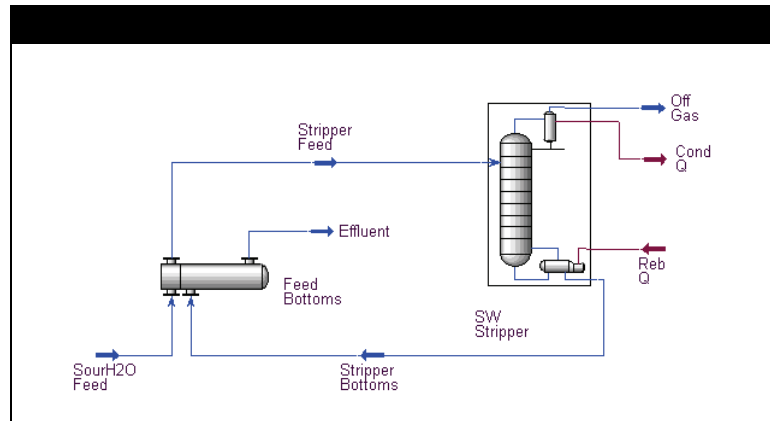 Off
Gas
Stripper
Feed
Cond
Q
Effluent
Reb
Q
Feed
Bottoms
SW
Stripper
SourH2O
Feed
Stripper
Bottoms